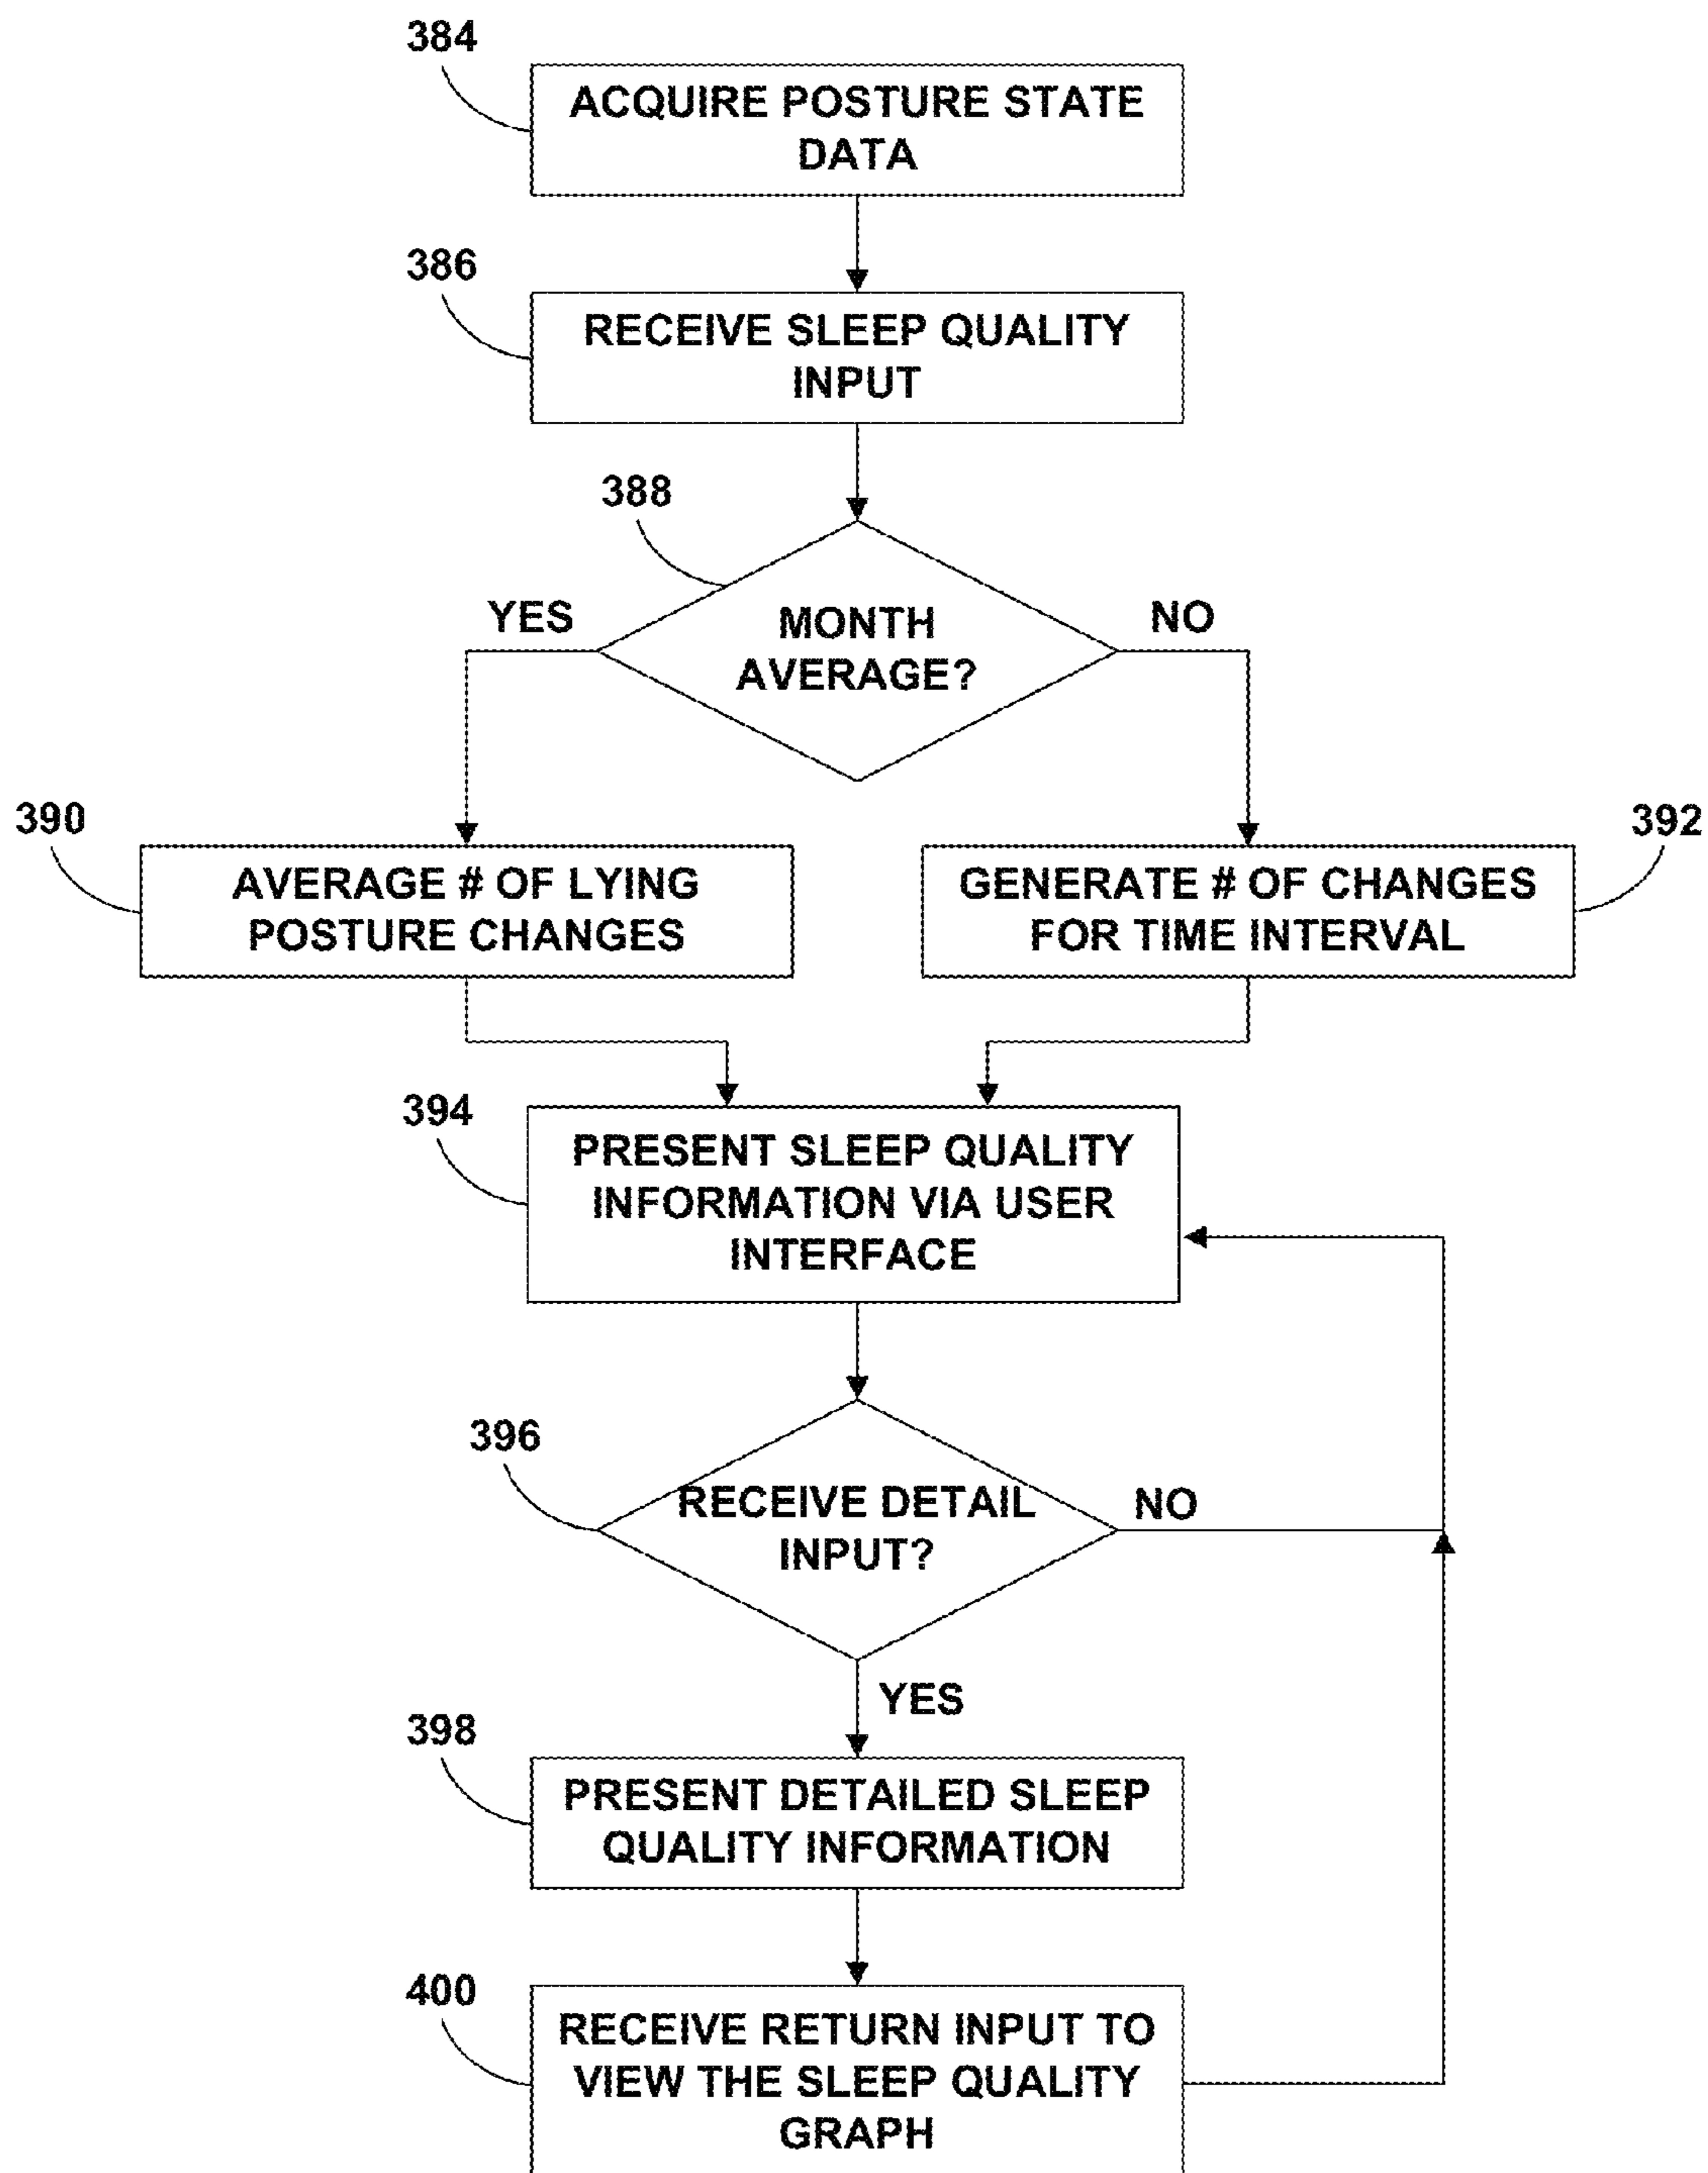 384
ACQUIRE POSTURE STATE
DATA
386
RECEIVE SLEEP QUALITY
INPUT
388
YES
MONTH
AVERAGE?
NO
390
AVERAGE # OF LYING
POSTURE CHANGES
392
GENERATE # OF CHANGES
FOR TIME INTERVAL
394
PRESENT SLEEP QUALITY
INFORMATION VIA USER
INTERFACE
396
RECEIVE DETAIL
INPUT?
NO
YES
398
PRESENT DETAILED SLEEP
QUALITY INFORMATION
400
RECEIVE RETURN INPUT TO
VIEW THE SLEEP QUALITY
GRAPH